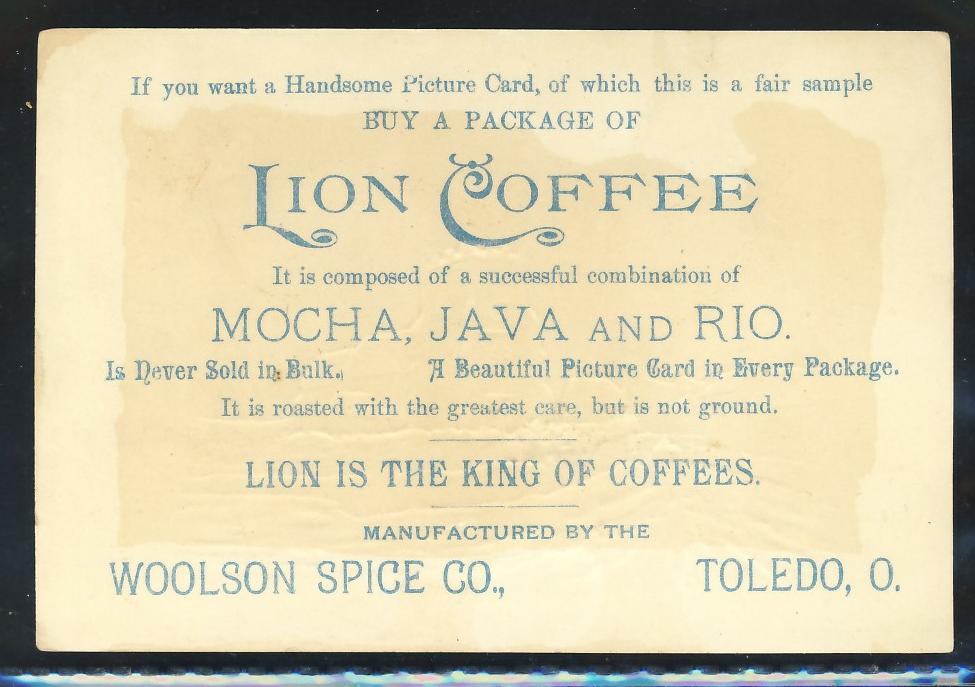 If you want a Handsome Picture Card, of which this is a fair sample
BUY A PACKAGE OF
LION COFFEE
It is composed of a successful combination of
MOCHA, JAVA AND RIO.
Is Never Sold in Bulk. A Beautiful Picture Card in Every Package.
It is roasted with the greatest care, but is not ground.
LION IS THE KING OF COFFEES.
MANUFACTURED BY THE
WOOLSON SPICE CO., TOLEDO, O.